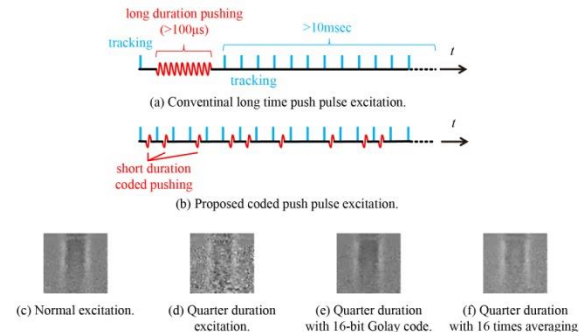 long duration pushing
(>100μs)
>10msec
tracking
t
tracking
(a) Conventinal long time push pulse excitation.
t
short duration
coded pushing
(b) Proposed coded push pulse excitation.
(c) Normal excitation.
(d) Quarter duration
excitation.
(e) Quarter duration
with 16-bit Golay code.
(f) Quarter duration
with 16 times averaging